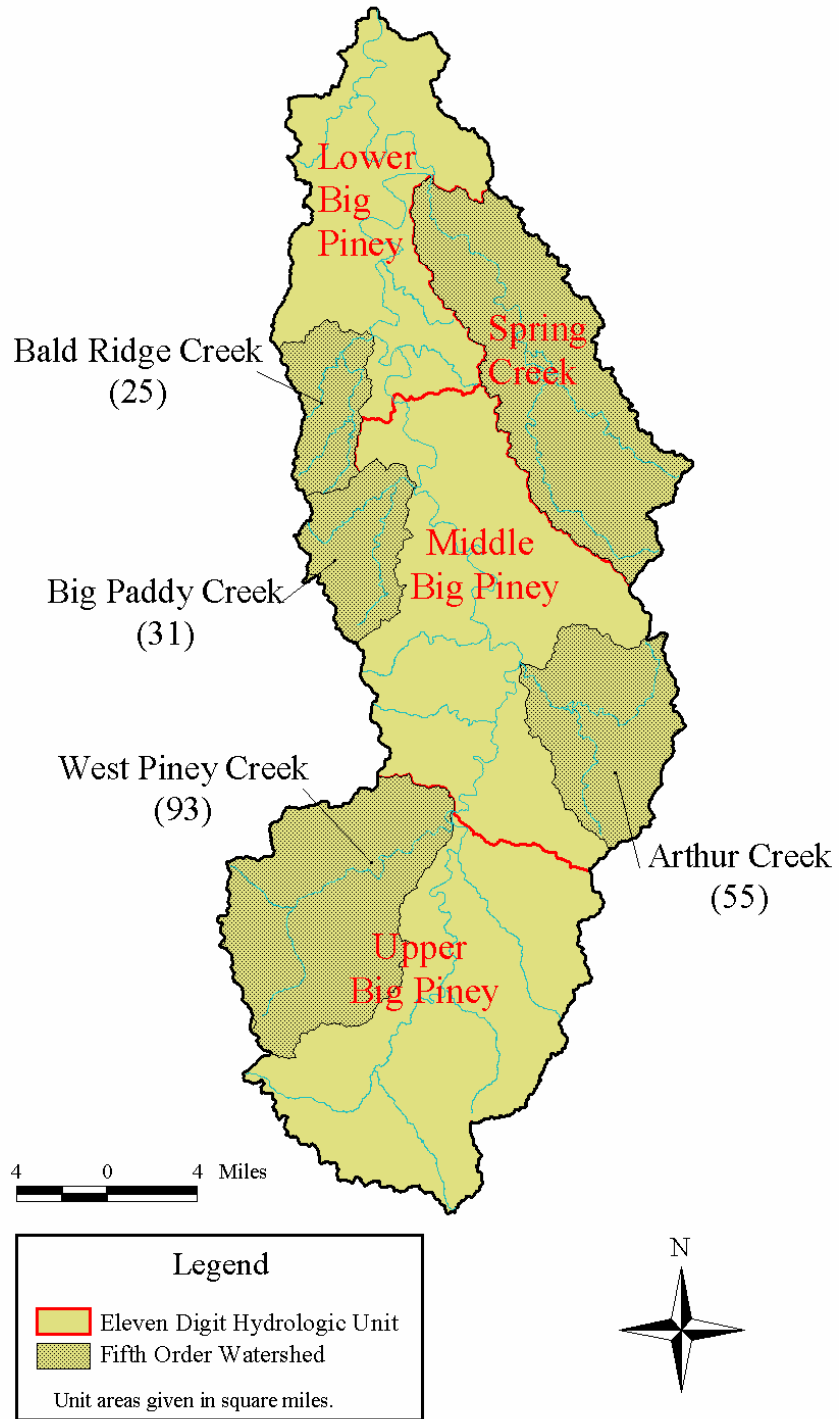 Lower
Big
Piney
Spring
Creek
Bald Ridge Creek
(25)
Middle
Big Piney
Big Paddy Creek
(31)
West Piney Creek
(93)
Arthur Creek
(55)
Upper
Big Piney
4 0 4 Miles
Legend
Eleven Digit Hydrologic Unit
Fifth Order Watershed
Unit areas given in square miles.
N